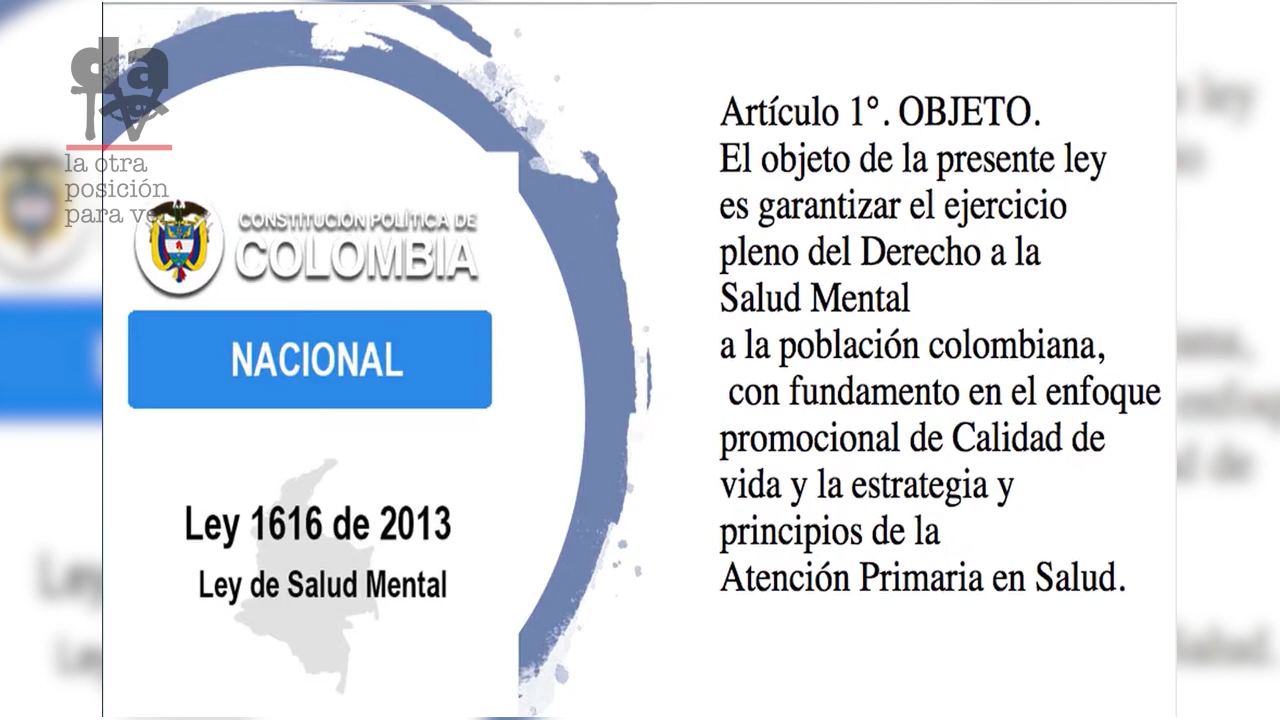 la otra
posición
para ver
CONSTITUCIÓN POLÍTICA DE
COLOMBIA
NACIONAL
Ley 1616 de 2013
Ley de Salud Mental
Artículo 1°. OBJETO.
El objeto de la presente ley
es garantizar el ejercicio
pleno del Derecho a la
Salud Mental
a la población colombiana,
con fundamento en el enfoque
promocional de Calidad de
vida y la estrategia y
principios de la
Atención Primaria en Salud.